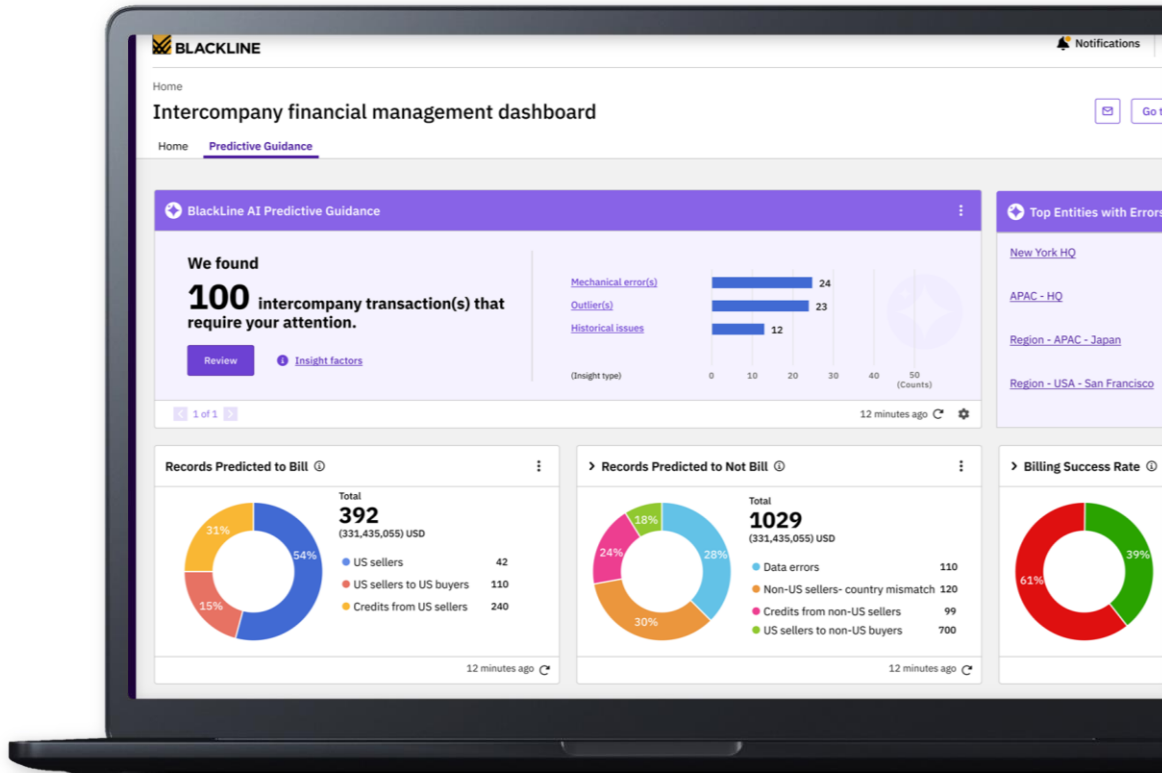 BLACKLINE
Notifications
Home
Intercompany financial management dashboard
Go t
Home Predictive Guidance
BlackLine AI Predictive Guidance
We found
100 intercompany transaction(s) that
require your attention.
Review
Insight factors
Mechanical error(s) 24
Outlier(s) 23
Historical issues 12
(Insight type) 0 10 20 30 40 50
(Counts)
1 of 1
12 minutes ago
Top Entities with Errors
New York HQ
APAC - HQ
Region - APAC - Japan
Region - USA - San Francisco
Records Predicted to Bill
31%
54%
15%
Total
392
(331,435,055) USD
US sellers 42
US sellers to US buyers 110
Credits from US sellers 240
12 minutes ago
Records Predicted to Not Bill
18%
24%
28%
30%
Total
1029
(331,435,055) USD
Data errors 110
Non-US sellers- country mismatch 120
Credits from non-US sellers 99
US sellers to non-US buyers 700
12 minutes ago
Billing Success Rate
39%
61%